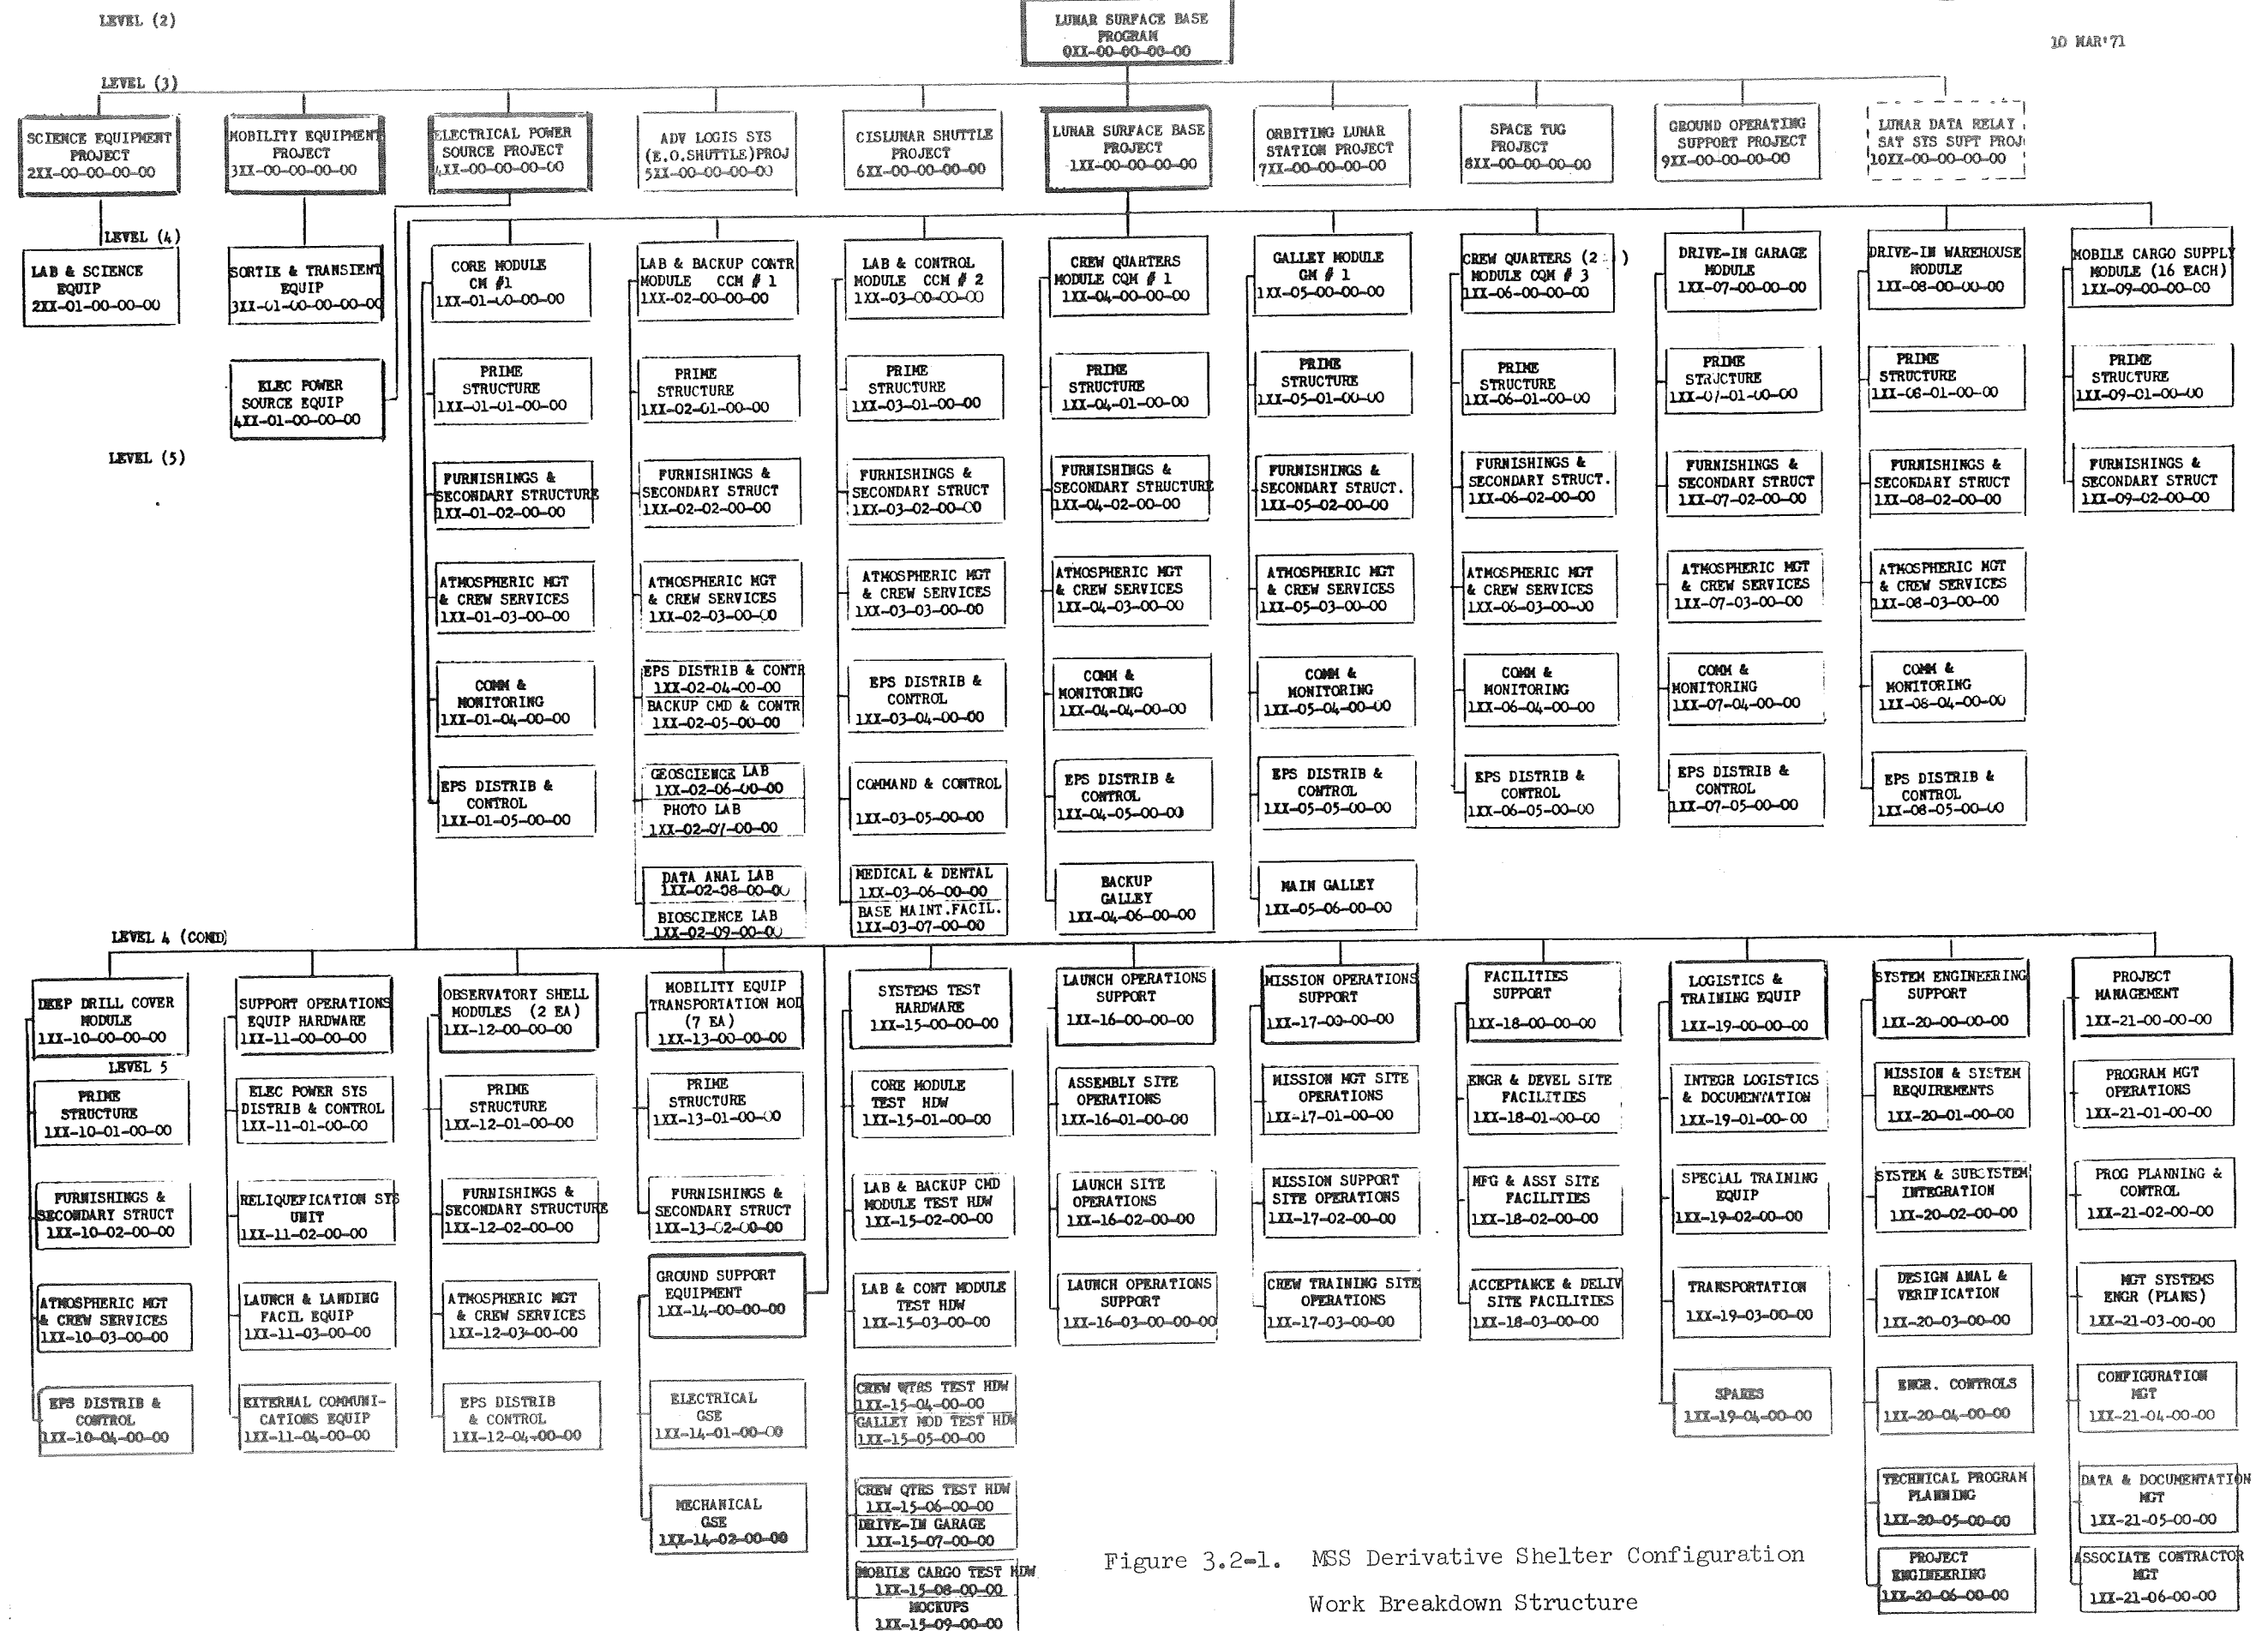 LEVEL (2)
LUNAR SURFACE BASE
PROGRAM
0XX-00-00-00-00
10 MAR'71
LEVEL (3)
SCIENCE EQUIPMENT
PROJECT
2XX-00-00-00-00
MOBILITY EQUIPMENT
PROJECT
3XX-00-00-00-00
ELECTRICAL POWER
SOURCE PROJECT
4XX-00-00-00-00
ADV LOGIS SYS
(E.O.SHUTTLE)PROJ
5XX-00-00-00-00
CISLUNAR SHUTTLE
PROJECT
6XX-00-00-00-00
LUNAR SURFACE BASE
PROJECT
1XX-00-00-00-00
ORBITING LUNAR
STATION PROJECT
7XX-00-00-00-00
SPACE TUG
PROJECT
8XX-00-00-00-00
GROUND OPERATING
SUPPORT PROJECT
9XX-00-00-00-00
LUNAR DATA RELAY
SAT SYS SUPT PROJ
10XX-00-00-00-00
LEVEL (4)
LAB & SCIENCE
EQUIP
2XX-01-00-00-00
SORTIE & TRANSIENT
EQUIP
3XX-01-00-00-00-00
ELEC POWER
SOURCE EQUIP
4XX-01-00-00-00
LEVEL (5)
CORE MODULE
CM #1
1XX-01-00-00-00
PRIME
STRUCTURE
1XX-01-01-00-00
FURNISHINGS &
SECONDARY STRUCTURE
1XX-01-02-00-00
ATMOSPHERIC MGT
& CREW SERVICES
1XX-01-03-00-00
COMM &
MONITORING
1XX-01-04-00-00
EPS DISTRIB &
CONTROL
1XX-01-05-00-00
LAB & BACKUP CONTR
MODULE CCM # 1
1XX-02-00-00-00
PRIME
STRUCTURE
1XX-02-01-00-00
FURNISHINGS &
SECONDARY STRUCT
1XX-02-02-00-00
ATMOSPHERIC MGT
& CREW SERVICES
1XX-02-03-00-00
EPS DISTRIB & CONTR
1XX-02-04-00-00
BACKUP CMD & CONTR
1XX-02-05-00-00
GEOSCIENCE LAB
1XX-02-06-00-00
PHOTO LAB
1XX-02-07-00-00
DATA ANAL LAB
1XX-02-08-00-00
BIOSCIENCE LAB
1XX-02-09-00-00
LAB & CONTROL
MODULE CCM # 2
1XX-03-00-00-00
PRIME
STRUCTURE
1XX-03-01-00-00
FURNISHINGS &
SECONDARY STRUCT
1XX-03-02-00-00
ATMOSPHERIC MGT
& CREW SERVICES
1XX-03-03-00-00
EPS DISTRIB &
CONTROL
1XX-03-04-00-00
COMMAND & CONTROL
1XX-03-05-00-00
MEDICAL & DENTAL
1XX-03-06-00-00
BASE MAINT.FACIL.
1XX-03-07-00-00
CREW QUARTERS
MODULE CQM # 1
1XX-04-00-00-00
PRIME
STRUCTURE
1XX-04-01-00-00
FURNISHINGS &
SECONDARY STRUCTURE
1XX-04-02-00-00
ATMOSPHERIC MGT
& CREW SERVICES
1XX-04-03-00-00
COMM &
MONITORING
1XX-04-04-00-00
EPS DISTRIB &
CONTROL
1XX-04-05-00-00
BACKUP
GALLEY
1XX-04-06-00-00
GALLEY MODULE
GM # 1
1XX-05-00-00-00
PRIME
STRUCTURE
1XX-05-01-00-00
FURNISHINGS &
SECONDARY STRUCT.
1XX-05-02-00-00
ATMOSPHERIC MGT
& CREW SERVICES
1XX-05-03-00-00
COMM &
MONITORING
1XX-05-04-00-00
EPS DISTRIB &
CONTROL
1XX-05-05-00-00
MAIN GALLEY
1XX-05-06-00-00
CREW QUARTERS (2 )
MODULE CQM # 3
1XX-06-00-00-00
PRIME
STRUCTURE
1XX-06-01-00-00
FURNISHINGS &
SECONDARY STRUCT.
1XX-06-02-00-00
ATMOSPHERIC MGT
& CREW SERVICES
1XX-06-03-00-00
COMM &
MONITORING
1XX-06-04-00-00
EPS DISTRIB &
CONTROL
1XX-06-05-00-00
DRIVE-IN GARAGE
MODULE
1XX-07-00-00-00
PRIME
STRUCTURE
1XX-07-01-00-00
FURNISHINGS &
SECONDARY STRUCT
1XX-07-02-00-00
ATMOSPHERIC MGT
& CREW SERVICES
1XX-07-03-00-00
COMM &
MONITORING
1XX-07-04-00-00
EPS DISTRIB &
CONTROL
1XX-07-05-00-00
DRIVE-IN WAREHOUSE
MODULE
1XX-08-00-00-00
PRIME
STRUCTURE
1XX-08-01-00-00
FURNISHINGS &
SECONDARY STRUCT
1XX-08-02-00-00
ATMOSPHERIC MGT
& CREW SERVICES
1XX-08-03-00-00
COMM &
MONITORING
1XX-08-04-00-00
EPS DISTRIB &
CONTROL
1XX-08-05-00-00
MOBILE CARGO SUPPLY
MODULE (16 EACH)
1XX-09-00-00-00
PRIME
STRUCTURE
1XX-09-01-00-00
FURNISHINGS &
SECONDARY STRUCT
1XX-09-02-00-00
LEVEL 4 (CONTD)
DEEP DRILL COVER
MODULE
1XX-10-00-00-00
LEVEL 5
PRIME
STRUCTURE
1XX-10-01-00-00
FURNISHINGS &
SECONDARY STRUCT
1XX-10-02-00-00
ATMOSPHERIC MGT
& CREW SERVICES
1XX-10-03-00-00
EPS DISTRIB &
CONTROL
1XX-10-04-00-00
SUPPORT OPERATIONS
EQUIP HARDWARE
1XX-11-00-00-00
ELEC POWER SYS
DISTRIB & CONTROL
1XX-11-01-00-00
RELIQUEFICATION SYS
UNIT
1XX-11-02-00-00
LAUNCH & LANDING
FACIL EQUIP
1XX-11-03-00-00
EXTERNAL COMMUNI-
CATIONS EQUIP
1XX-11-04-00-00
OBSERVATORY SHELL
MODULES (2 EA)
1XX-12-00-00-00
PRIME
STRUCTURE
1XX-12-01-00-00
FURNISHINGS &
SECONDARY STRUCTURE
1XX-12-02-00-00
ATMOSPHERIC MGT
& CREW SERVICES
1XX-12-03-00-00
EPS DISTRIB
& CONTROL
1XX-12-04-00-00
MOBILITY EQUIP
TRANSPORTATION MOD
(7 EA)
1XX-13-00-00-00
PRIME
STRUCTURE
1XX-13-01-00-00
FURNISHINGS &
SECONDARY STRUCT
1XX-13-02-00-00
GROUND SUPPORT
EQUIPMENT
1XX-14-00-00-00
ELECTRICAL
GSE
1XX-14-01-00-00
MECHANICAL
GSE
1XX-14-02-00-00
SYSTEMS TEST
HARDWARE
1XX-15-00-00-00
CORE MODULE
TEST HDW
1XX-15-01-00-00
LAB & BACKUP CMD
MODULE TEST HDW
1XX-15-02-00-00
LAB & CONT MODULE
TEST HDW
1XX-15-03-00-00
CREW QTRS TEST HDW
1XX-15-04-00-00
GALLEY MOD TEST HDW
1XX-15-05-00-00
CREW QTRS TEST HDW
1XX-15-06-00-00
DRIVE-IN GARAGE
1XX-15-07-00-00
MOBILE CARGO TEST HDW
1XX-15-08-00-00
MOCKUPS
1XX-15-09-00-00
LAUNCH OPERATIONS
SUPPORT
1XX-16-00-00-00
ASSEMBLY SITE
OPERATIONS
1XX-16-01-00-00
LAUNCH SITE
OPERATIONS
1XX-16-02-00-00
LAUNCH OPERATIONS
SUPPORT
1XX-16-03-00-00-00
MISSION OPERATIONS
SUPPORT
1XX-17-00-00-00
MISSION MGT SITE
OPERATIONS
1XX-17-01-00-00
MISSION SUPPORT
SITE OPERATIONS
1XX-17-02-00-00
CREW TRAINING SITE
OPERATIONS
1XX-17-03-00-00
FACILITIES
SUPPORT
1XX-18-00-00-00
ENGR & DEVEL SITE
FACILITIES
1XX-18-01-00-00
MFG & ASSY SITE
FACILITIES
1XX-18-02-00-00
ACCEPTANCE & DELIV
SITE FACILITIES
1XX-18-03-00-00
LOGISTICS &
TRAINING EQUIP
1XX-19-00-00-00
INTEGR LOGISTICS
& DOCUMENTATION
1XX-19-01-00-00
SPECIAL TRAINING
EQUIP
1XX-19-02-00-00
TRANSPORTATION
1XX-19-03-00-00
SPARES
1XX-19-04-00-00
SYSTEM ENGINEERING
SUPPORT
1XX-20-00-00-00
MISSION & SYSTEM
REQUIREMENTS
1XX-20-01-00-00
SYSTEM & SUBSYSTEM
INTEGRATION
1XX-20-02-00-00
DESIGN ANAL &
VERIFICATION
1XX-20-03-00-00
ENGR. CONTROLS
1XX-20-04-00-00
TECHNICAL PROGRAM
PLANNING
1XX-20-05-00-00
PROJECT
ENGINEERING
1XX-20-06-00-00
PROJECT
MANAGEMENT
1XX-21-00-00-00
PROGRAM MGT
OPERATIONS
1XX-21-01-00-00
PROG PLANNING &
CONTROL
1XX-21-02-00-00
MGT SYSTEMS
ENGR (PLANS)
1XX-21-03-00-00
CONFIGURATION
MGT
1XX-21-04-00-00
DATA & DOCUMENTATION
MGT
1XX-21-05-00-00
ASSOCIATE CONTRACTOR
MGT
1XX-21-06-00-00
Figure 3.2-1. MSS Derivative Shelter Configuration
Work Breakdown Structure